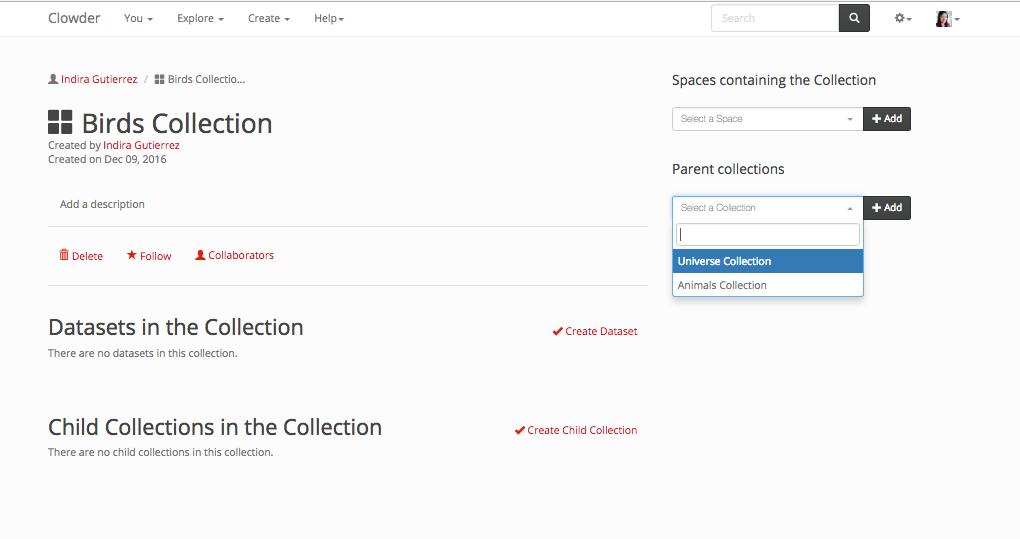 Clowder You Explore Create Help Search
Indira Gutierrez / Birds Collectio...
Birds Collection
Created by Indira Gutierrez
Created on Dec 09, 2016
Add a description
Delete Follow Collaborators
Datasets in the Collection
Create Dataset
There are no datasets in this collection.
Child Collections in the Collection
Create Child Collection
There are no child collections in this collection.
Spaces containing the Collection
Select a Space Add
Parent collections
Select a Collection Add
Universe Collection
Animals Collection